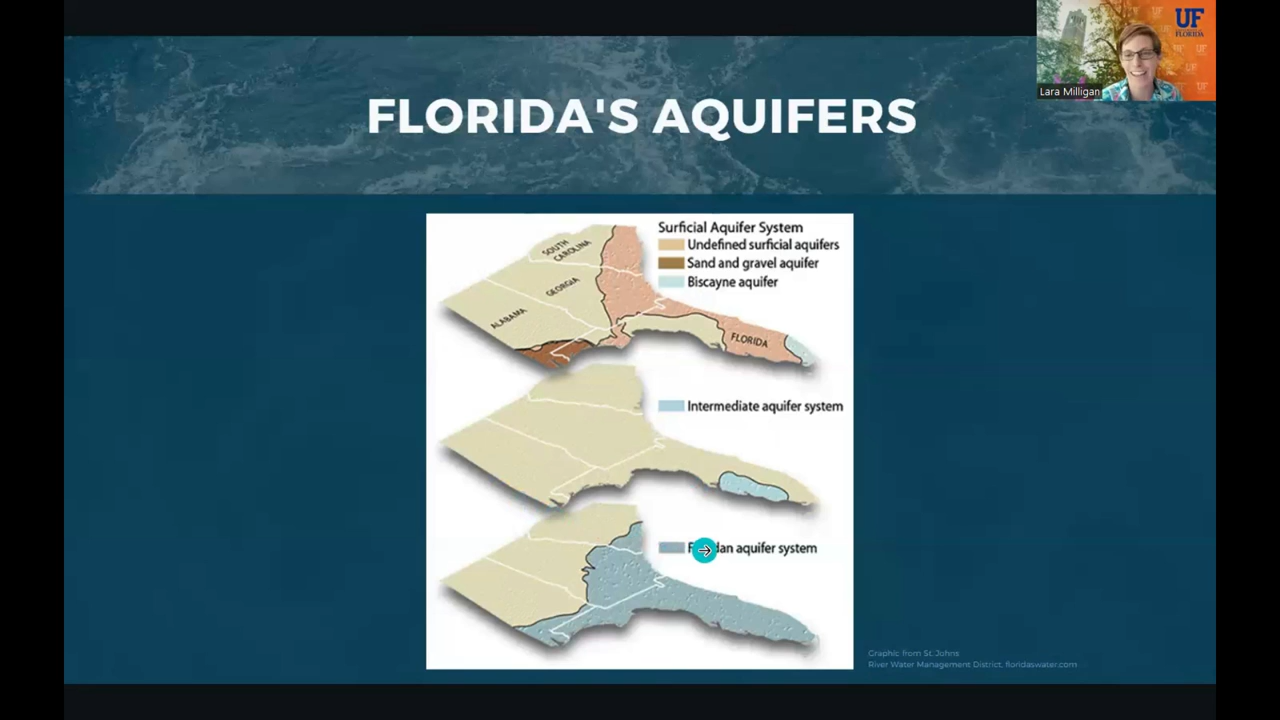 UF
FLORIDA
Lara Milligan
FLORIDA'S AQUIFERS
Surficial Aquifer System
Undefined surficial aquifers
Sand and gravel aquifer
Biscayne aquifer
SOUTH
CAROLINA
GEORGIA
ALABAMA
FLORIDA
Intermediate aquifer system
aquifer system
Graphic from St. Johns
River Water Management District, floridaswater.com